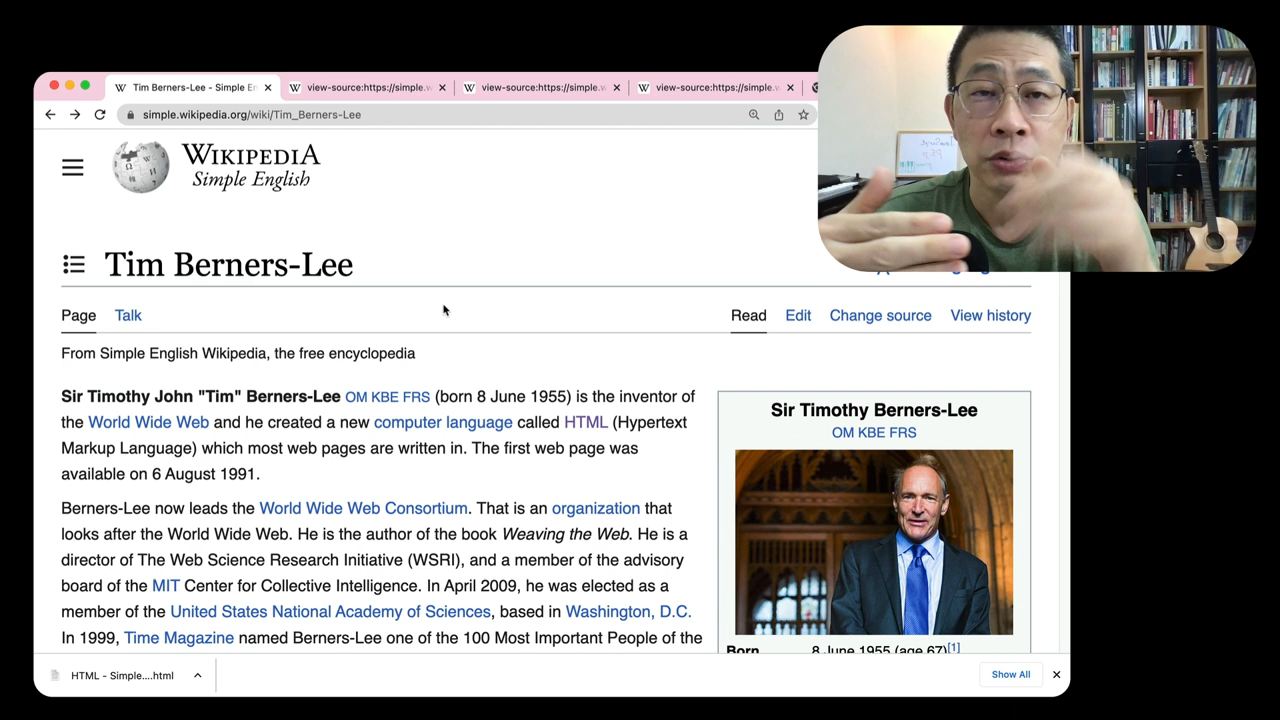 Tim Berners-Lee - Simple En
view-source:https://simple.w
view-source:https://simple.w
view-source:https://simple.w
simple.wikipedia.org/wiki/Tim_Berners-Lee
WIKIPEDIA
Simple English
Tim Berners-Lee
Page Talk Read Edit Change source View history
From Simple English Wikipedia, the free encyclopedia
Sir Timothy John "Tim" Berners-Lee OM KBE FRS (born 8 June 1955) is the inventor of
the World Wide Web and he created a new computer language called HTML (Hypertext
Markup Language) which most web pages are written in. The first web page was
available on 6 August 1991.
Berners-Lee now leads the World Wide Web Consortium. That is an organization that
looks after the World Wide Web. He is the author of the book Weaving the Web. He is a
director of The Web Science Research Initiative (WSRI), and a member of the advisory
board of the MIT Center for Collective Intelligence. In April 2009, he was elected as a
member of the United States National Academy of Sciences, based in Washington, D.C.
In 1999, Time Magazine named Berners-Lee one of the 100 Most Important People of the
Sir Timothy Berners-Lee
OM KBE FRS
Born 8 June 1955 (age 67)[1]
HTML - Simple....html
Show All